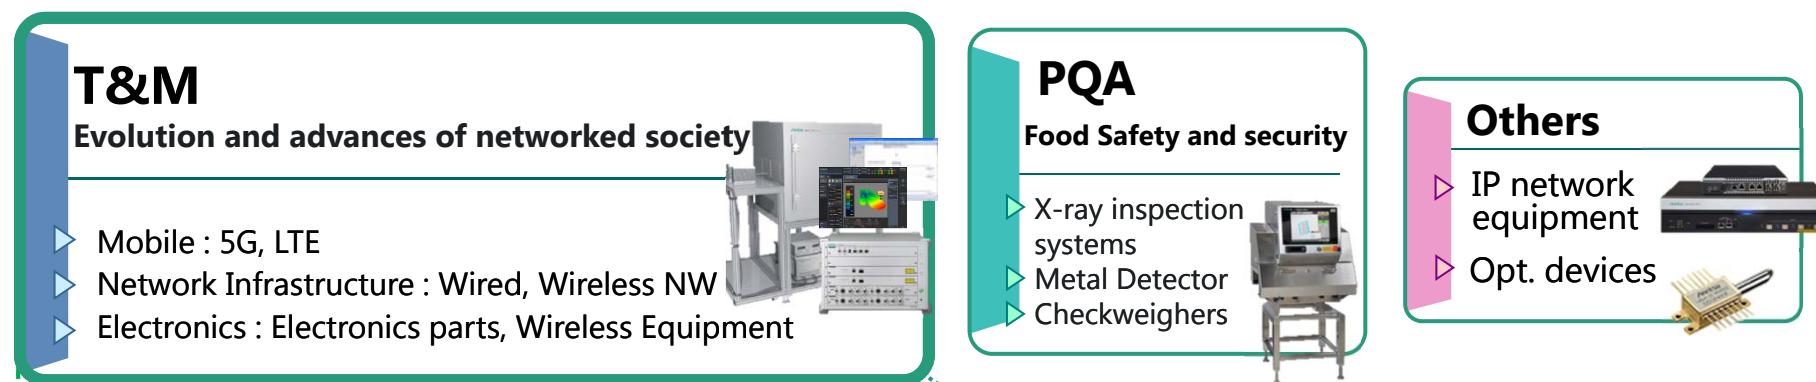 T&M
Evolution and advances of networked society
Mobile : 5G, LTE
Network Infrastructure : Wired, Wireless NW
Electronics : Electronics parts, Wireless Equipment
PQA
Food Safety and security
X-ray inspection
systems
Metal Detector
Checkweighers
Others
IP network
equipment
Opt. devices